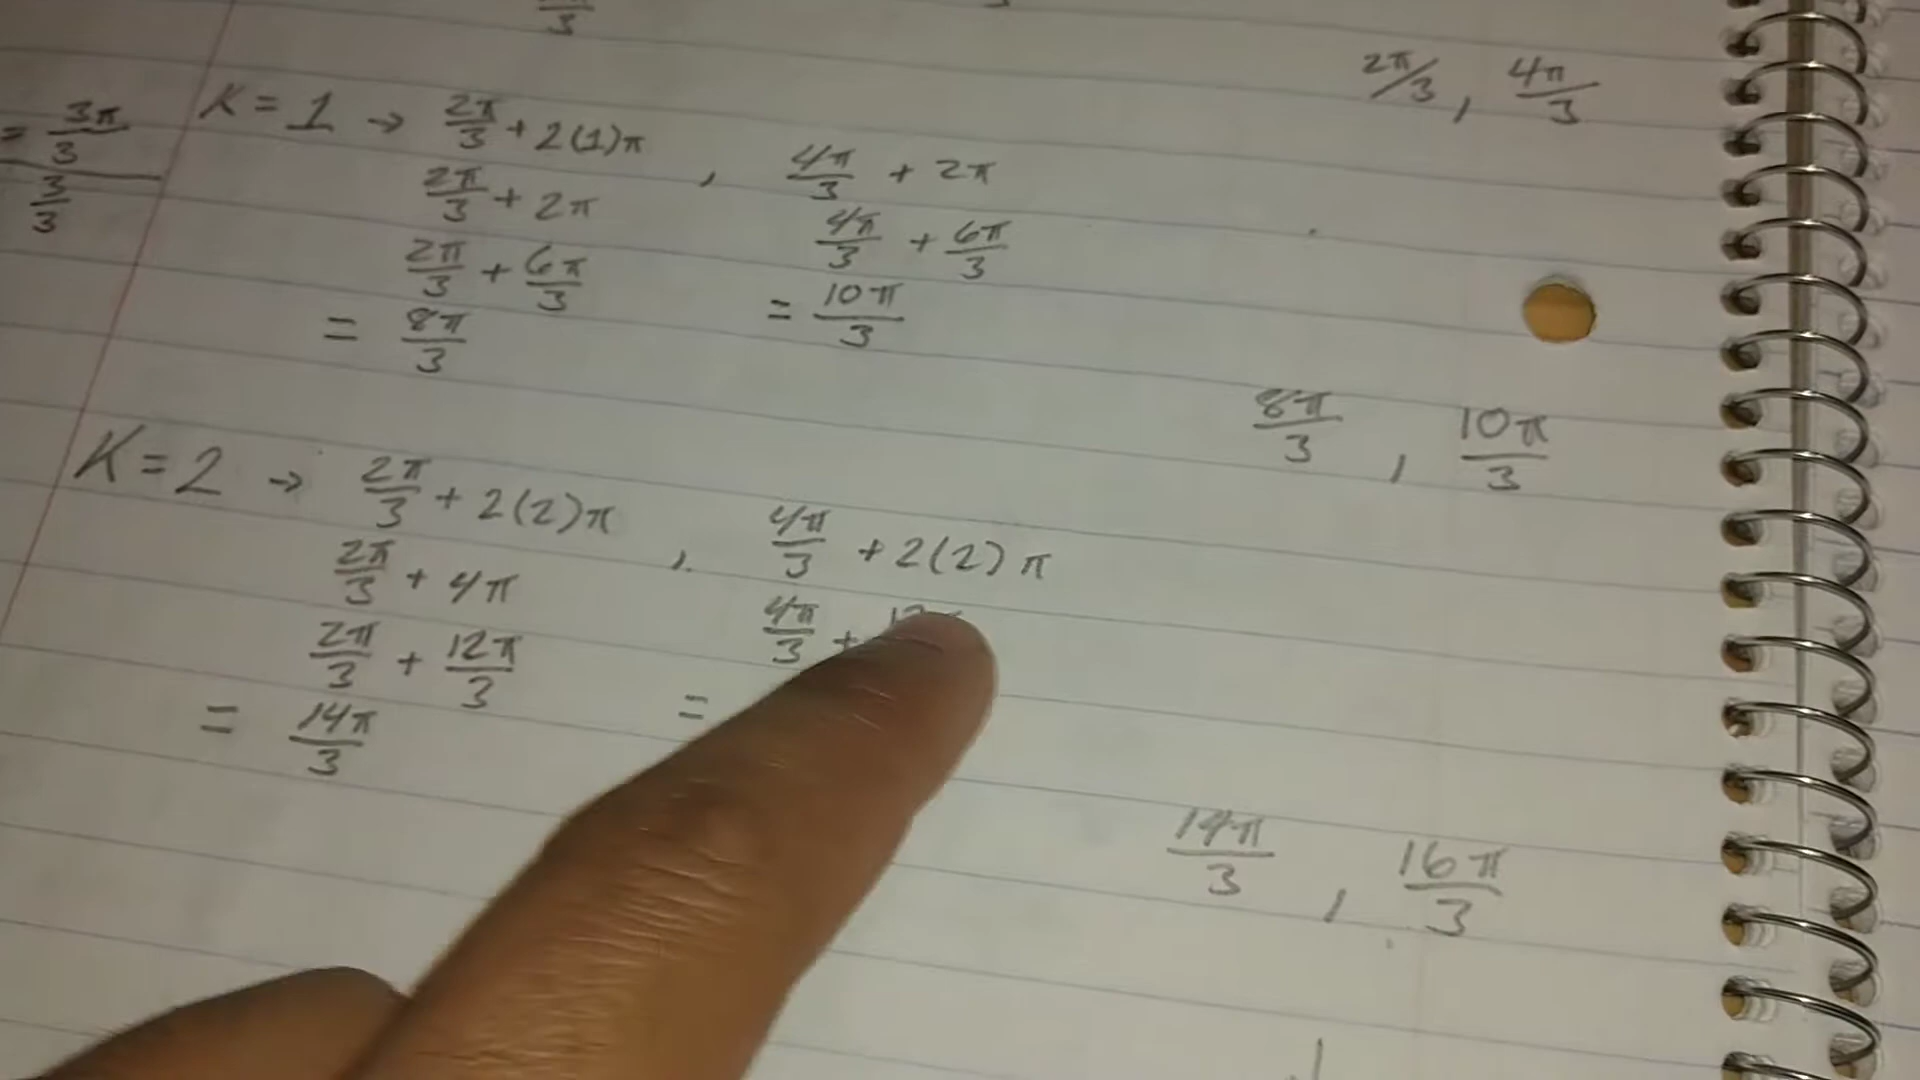 2π/3 , 4π/3
= 3π/3
3/3
K = 1 → 2π/3 + 2(1)π , 4π/3 + 2π
2π/3 + 2π
4π/3 + 6π/3
2π/3 + 6π/3
= 10π/3
= 8π/3
8π/3 , 10π/3
K = 2 → 2π/3 + 2(2)π , 4π/3 + 2(2)π
2π/3 + 4π
4π/3 +
2π/3 + 12π/3
=
= 14π/3
14π/3 , 16π/3